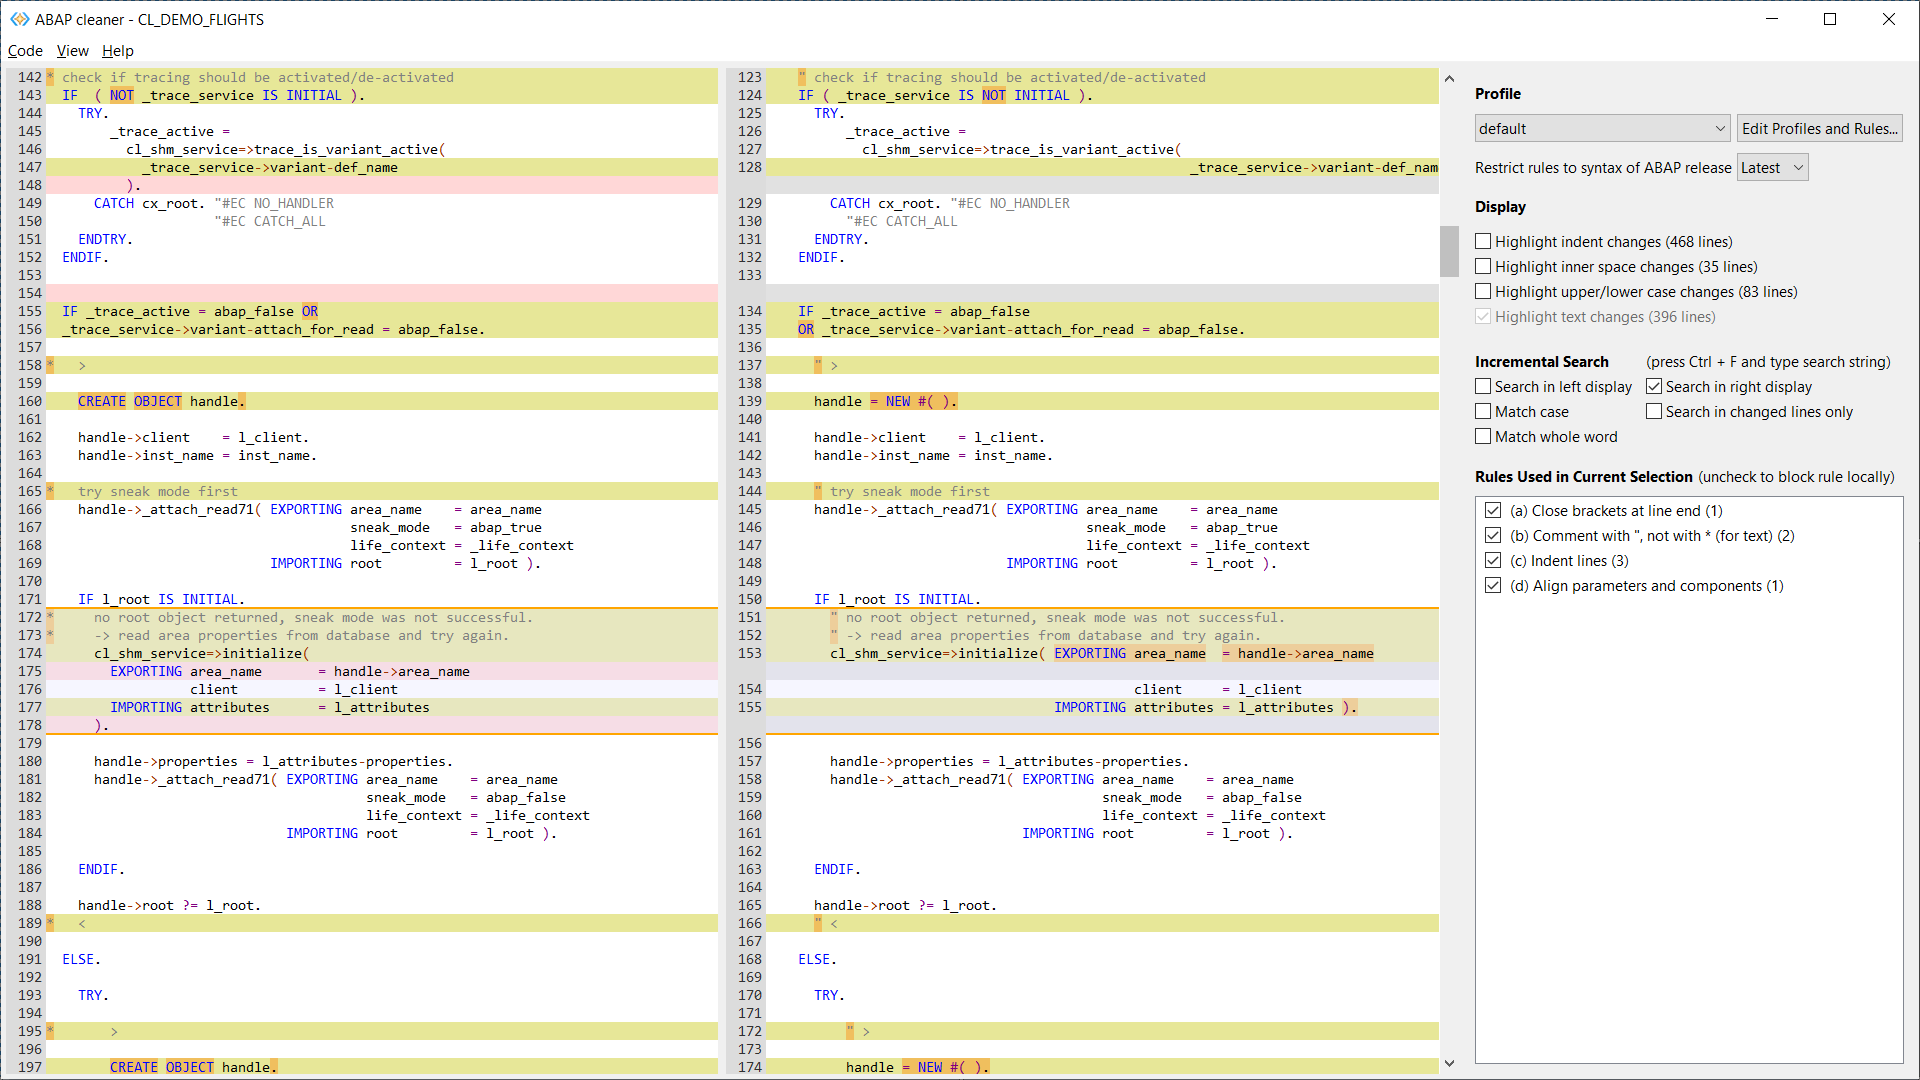 ABAP cleaner - CL_DEMO_FLIGHTS
Code View Help
142 * check if tracing should be activated/de-activated
143 IF ( NOT _trace_service IS INITIAL ).
144 TRY.
145 _trace_active =
146 cl_shm_service=>trace_is_variant_active(
147 _trace_service->variant-def_name
148 ).
149 CATCH cx_root. "#EC NO_HANDLER
150 "#EC CATCH_ALL
151 ENDTRY.
152 ENDIF.
153
154
155 IF _trace_active = abap_false OR
156 _trace_service->variant-attach_for_read = abap_false.
157
158 * >
159
160 CREATE OBJECT handle.
161
162 handle->client = l_client.
163 handle->inst_name = inst_name.
164
165 * try sneak mode first
166 handle->_attach_read71( EXPORTING area_name = area_name
167 sneak_mode = abap_true
168 life_context = _life_context
169 IMPORTING root = l_root ).
170
171 IF l_root IS INITIAL.
172 * no root object returned, sneak mode was not successful.
173 * -> read area properties from database and try again.
174 cl_shm_service=>initialize(
175 EXPORTING area_name = handle->area_name
176 client = l_client
177 IMPORTING attributes = l_attributes
178 ).
179
180 handle->properties = l_attributes-properties.
181 handle->_attach_read71( EXPORTING area_name = area_name
182 sneak_mode = abap_false
183 life_context = _life_context
184 IMPORTING root = l_root ).
185
186 ENDIF.
187
188 handle->root ?= l_root.
189 * <
190
191 ELSE.
192
193 TRY.
194
195 * >
196
197 CREATE OBJECT handle.
123 " check if tracing should be activated/de-activated
124 IF ( _trace_service IS NOT INITIAL ).
125 TRY.
126 _trace_active =
127 cl_shm_service=>trace_is_variant_active(
128 _trace_service->variant-def_nam
129 CATCH cx_root. "#EC NO_HANDLER
130 "#EC CATCH_ALL
131 ENDTRY.
132 ENDIF.
133
134 IF _trace_active = abap_false
135 OR _trace_service->variant-attach_for_read = abap_false.
136
137 " >
138
139 handle = NEW #( ).
140
141 handle->client = l_client.
142 handle->inst_name = inst_name.
143
144 " try sneak mode first
145 handle->_attach_read71( EXPORTING area_name = area_name
146 sneak_mode = abap_true
147 life_context = _life_context
148 IMPORTING root = l_root ).
149
150 IF l_root IS INITIAL.
151 " no root object returned, sneak mode was not successful.
152 " -> read area properties from database and try again.
153 cl_shm_service=>initialize( EXPORTING area_name = handle->area_name
154 client = l_client
155 IMPORTING attributes = l_attributes ).
156
157 handle->properties = l_attributes-properties.
158 handle->_attach_read71( EXPORTING area_name = area_name
159 sneak_mode = abap_false
160 life_context = _life_context
161 IMPORTING root = l_root ).
162
163 ENDIF.
164
165 handle->root ?= l_root.
166 " <
167
168 ELSE.
169
170 TRY.
171
172 " >
173
174 handle = NEW #( ).
Profile
default Edit Profiles and Rules...
Restrict rules to syntax of ABAP release Latest
Display
Highlight indent changes (468 lines)
Highlight inner space changes (35 lines)
Highlight upper/lower case changes (83 lines)
Highlight text changes (396 lines)
Incremental Search (press Ctrl + F and type search string)
Search in left display Search in right display
Match case Search in changed lines only
Match whole word
Rules Used in Current Selection (uncheck to block rule locally)
(a) Close brackets at line end (1)
(b) Comment with ", not with * (for text) (2)
(c) Indent lines (3)
(d) Align parameters and components (1)